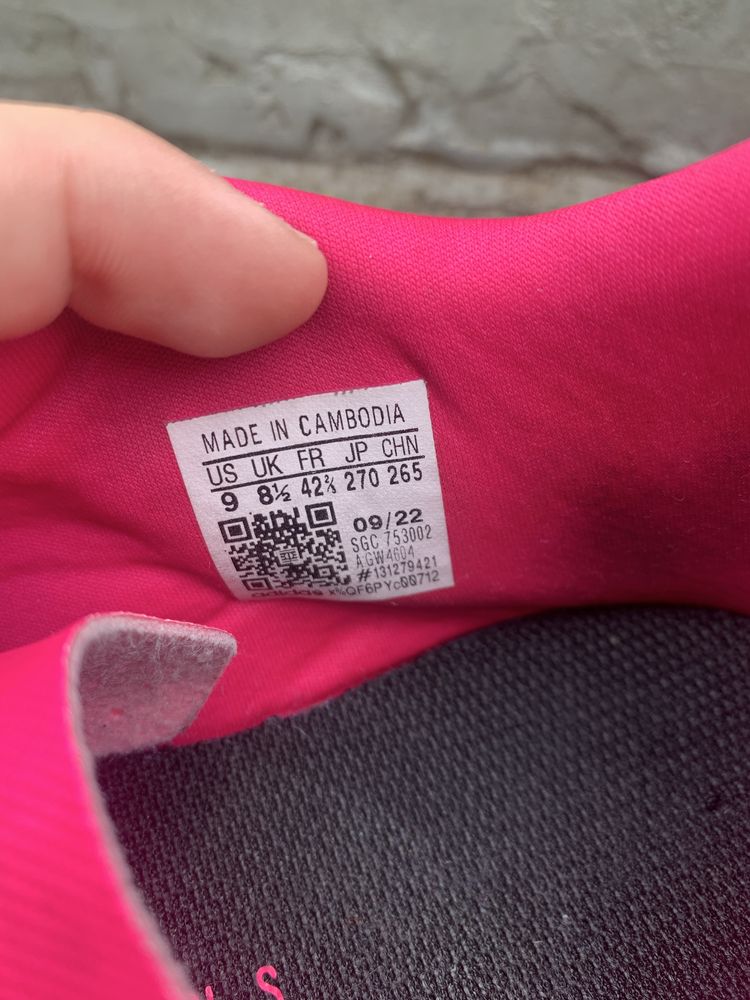 MADE IN CAMBODIA
US UK FR JP CHN
9 8½ 42⅔ 270 265
09/22
SGC 753002
AGW4604
#131279421
adidas x%QF6PYc00712
S